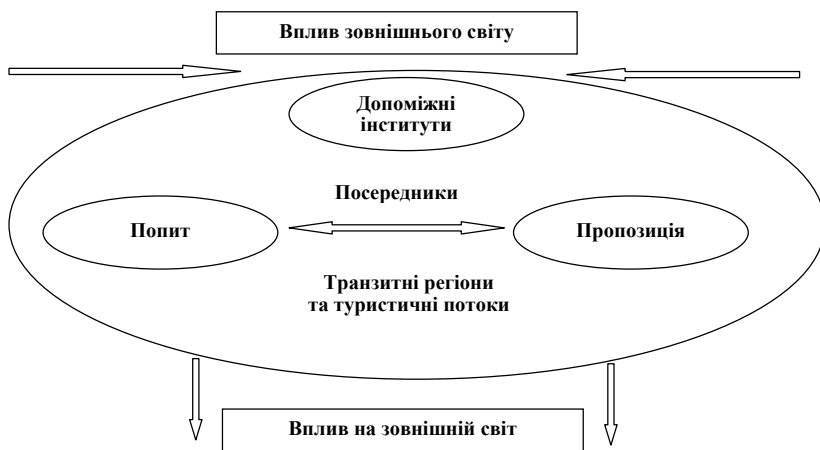 Вплив зовнішнього світу
Допоміжні
інститути
Посередники
Попит
Пропозиція
Транзитні регіони
та туристичні потоки
Вплив на зовнішній світ